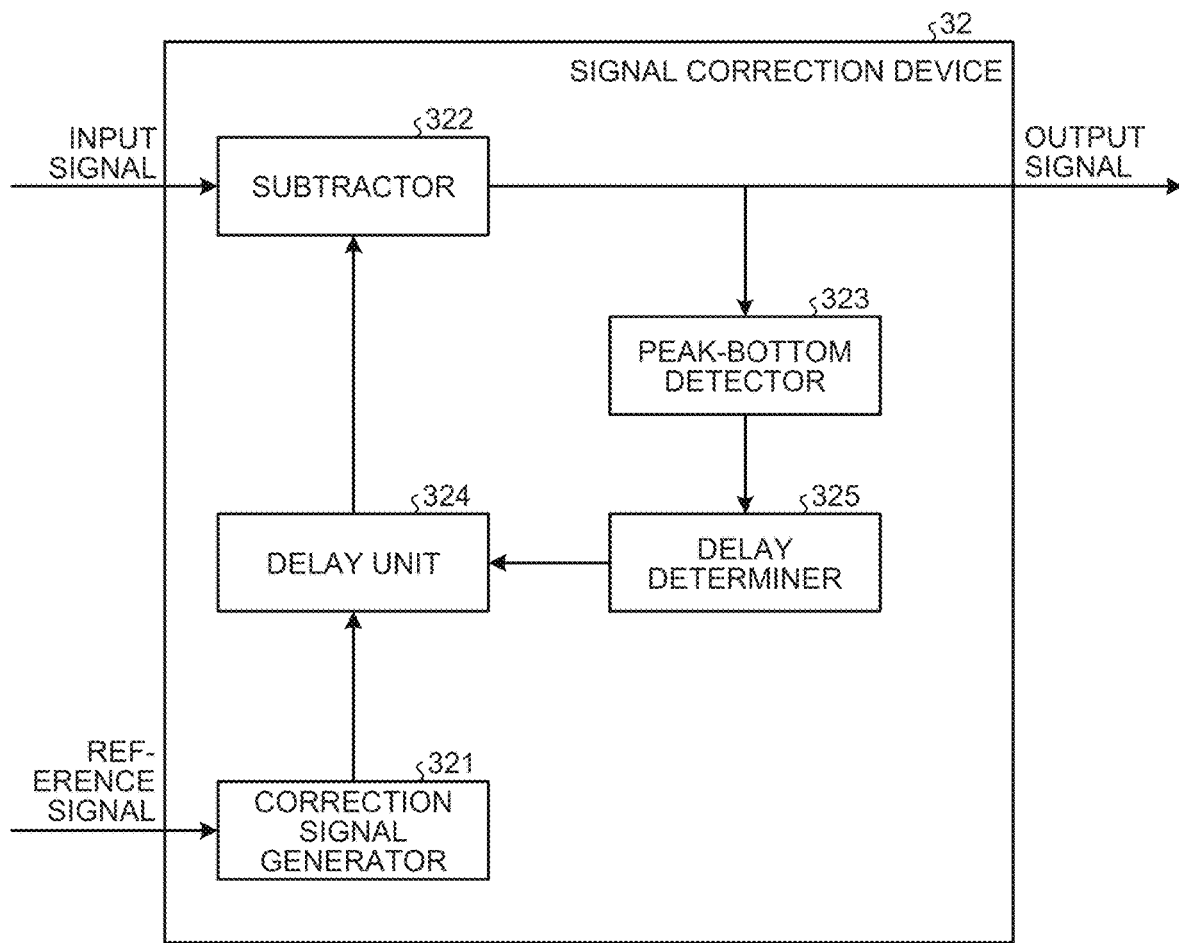 32
SIGNAL CORRECTION DEVICE
INPUT
SIGNAL
322
SUBTRACTOR
OUTPUT
SIGNAL
323
PEAK-BOTTOM
DETECTOR
324
DELAY UNIT
325
DELAY
DETERMINER
REF-
ERENCE
SIGNAL
321
CORRECTION
SIGNAL
GENERATOR